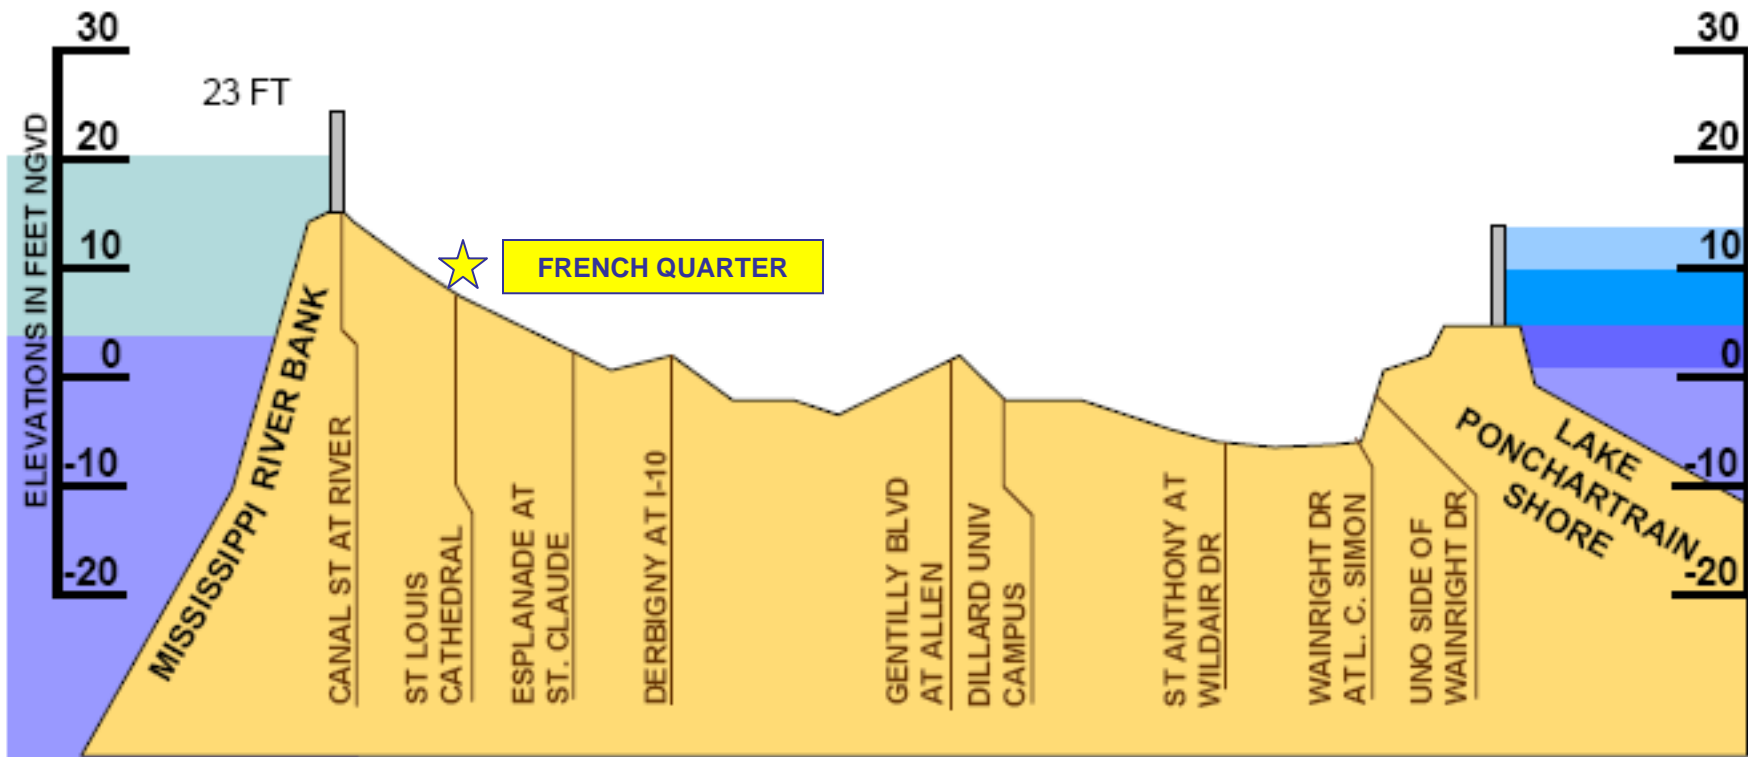 30
20
10
0
-10
-20
ELEVATIONS IN FEET NGVD
23 FT
FRENCH QUARTER
MISSISSIPPI RIVER BANK
CANAL ST AT RIVER
ST LOUIS
CATHEDRAL
ESPLANADE AT
ST. CLAUDE
DERBIGNY AT I-10
GENTILLY BLVD
AT ALLEN
DILLARD UNIV
CAMPUS
ST ANTHONY AT
WILDAIR DR
WAINRIGHT DR
AT L. C. SIMON
UNO SIDE OF
WAINRIGHT DR
LAKE
PONCHARTRAIN
SHORE
30
20
10
0
-10
-20